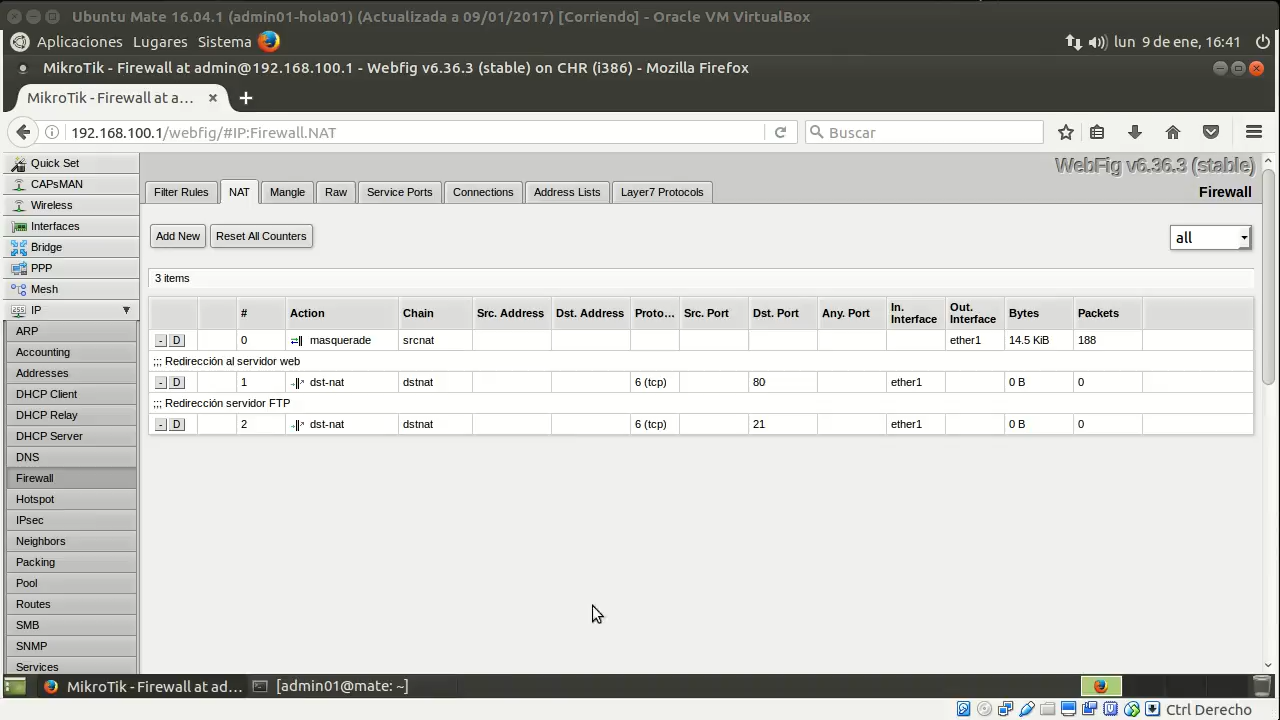 Ubuntu Mate 16.04.1 (admin01-hola01) (Actualizada a 09/01/2017) [Corriendo] - Oracle VM VirtualBox
Aplicaciones Lugares Sistema lun 9 de ene, 16:41
MikroTik - Firewall at admin@192.168.100.1 - Webfig v6.36.3 (stable) on CHR (i386) - Mozilla Firefox
MikroTik - Firewall at a...
192.168.100.1/webfig/#IP:Firewall.NAT Buscar
WebFig v6.36.3 (stable)
Filter Rules NAT Mangle Raw Service Ports Connections Address Lists Layer7 Protocols Firewall
Add New Reset All Counters all
3 items
# Action Chain Src. Address Dst. Address Proto... Src. Port Dst. Port Any. Port In. Interface Out. Interface Bytes Packets
- D 0 masquerade srcnat ether1 14.5 KiB 188
;;; Redirección al servidor web
- D 1 dst-nat dstnat 6 (tcp) 80 ether1 0 B 0
;;; Redirección servidor FTP
- D 2 dst-nat dstnat 6 (tcp) 21 ether1 0 B 0
Quick Set
CAPsMAN
Wireless
Interfaces
Bridge
PPP
Mesh
IP
ARP
Accounting
Addresses
DHCP Client
DHCP Relay
DHCP Server
DNS
Firewall
Hotspot
IPsec
Neighbors
Packing
Pool
Routes
SMB
SNMP
Services
MikroTik - Firewall at ad... [admin01@mate: ~]
Ctrl Derecho